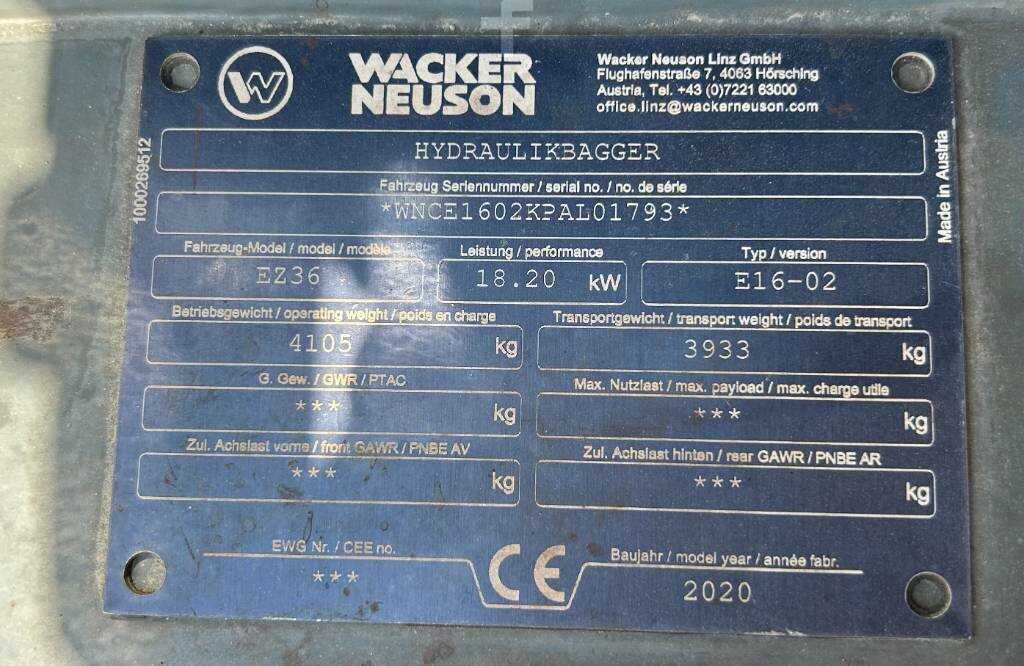 W
WACKER
NEUSON
Wacker Neuson Linz GmbH
Flughafenstraße 7, 4063 Hörsching
Austria, Tel. +43 (0)7221 63000
office.linz@wackerneuson.com
HYDRAULIKBAGGER
1000269512
Made in Austria
Fahrzeug Seriennummer / serial no. / no. de série
*WNCE1602KPAL01793*
Fahrzeug-Model / model / modèle
EZ36
Leistung / performance
18.20 kW
Typ / version
E16-02
Betriebsgewicht / operating weight / poids en charge
4105 kg
Transportgewicht / transport weight / poids de transport
3933 kg
G. Gew. / GWR / PTAC
*** kg
Max. Nutzlast / max. payload / max. charge utile
*** kg
Zul. Achslast vorne / front GAWR / PNBE AV
*** kg
Zul. Achslast hinten / rear GAWR / PNBE AR
*** kg
EWG Nr. / CEE no.
***
CE
Baujahr / model year / année fabr.
2020